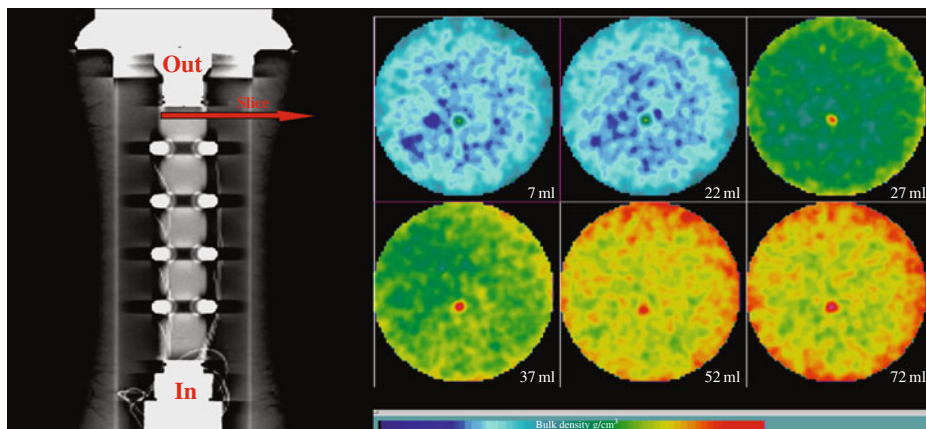 Out
Slice
In
7 ml
22 ml
27 ml
37 ml
52 ml
72 ml
Bulk density g/cm³